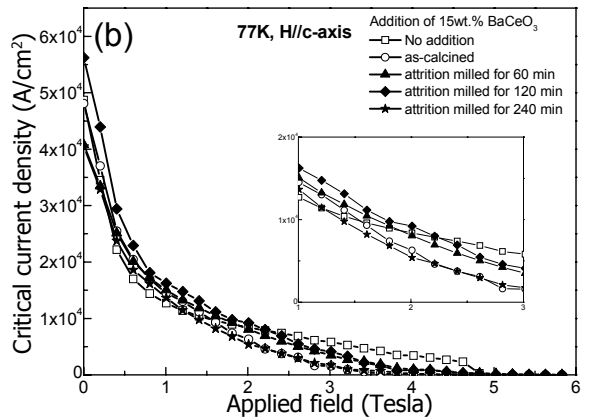 (b)
77K, H//c-axis
Addition of 15wt.% BaCeO3
No addition
as-calcined
attrition milled for 60 min
attrition milled for 120 min
attrition milled for 240 min
6x10^4
5x10^4
4x10^4
3x10^4
2x10^4
1x10^4
0
Critical current density (A/cm^2)
2x10^4
1x10^4
0
1 2 3
0 1 2 3 4 5 6
Applied field (Tesla)